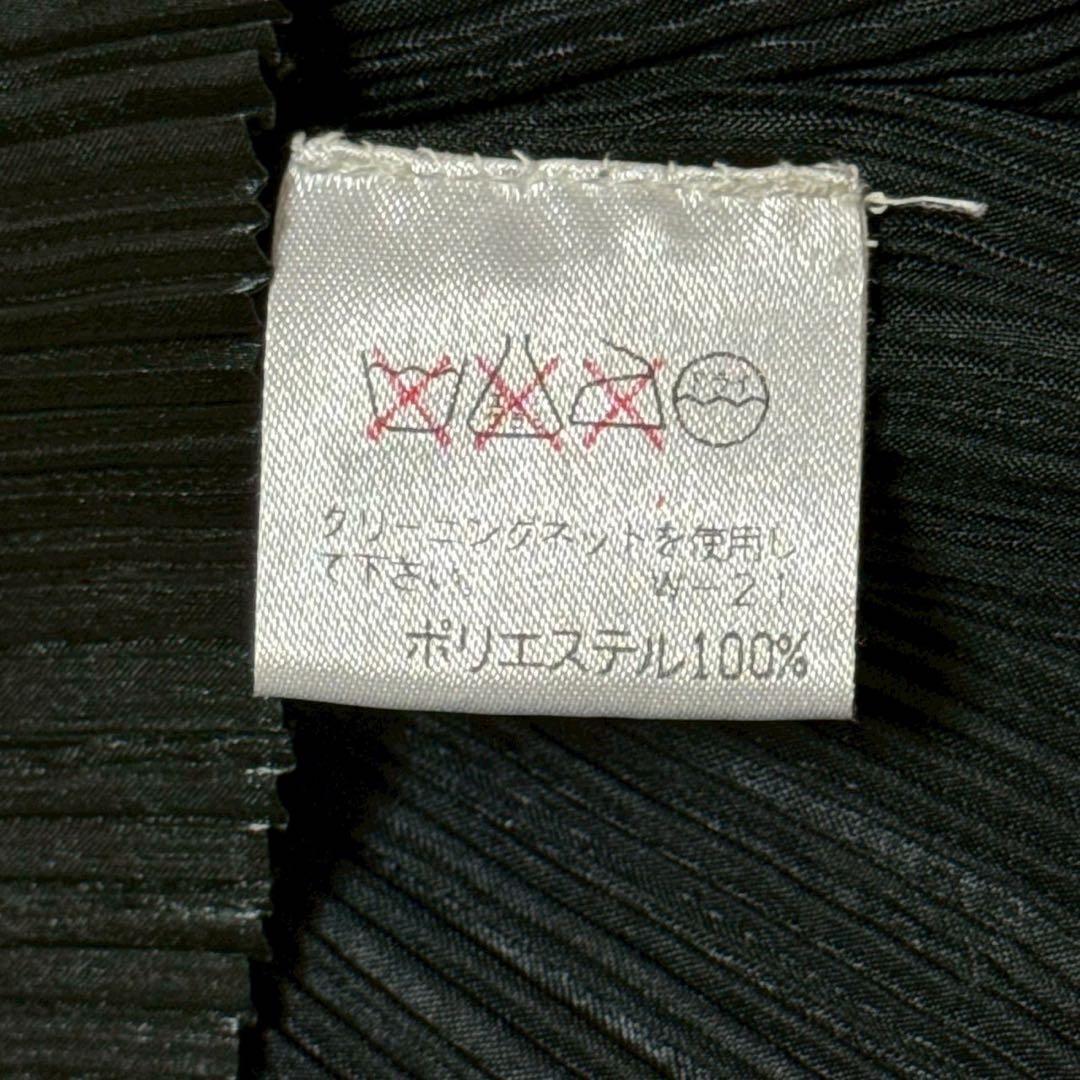 クリーニングネットを使用し
て下さい。
W-21
ポリエステル100%